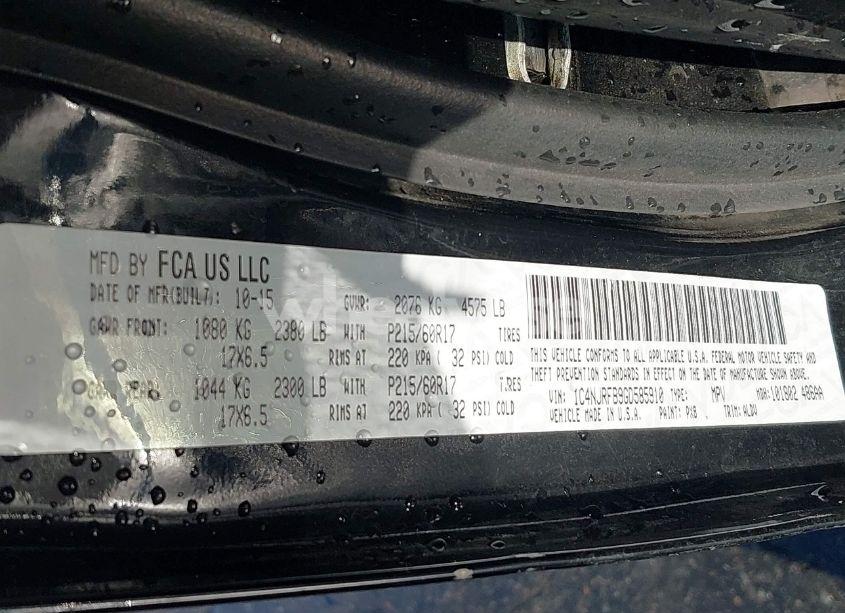 MFD BY FCA US LLC
DATE OF MFR(BUILT): 10-15 GVWR: 2076 KG 4575 LB
GAWR FRONT: 1080 KG 2380 LB WITH P215/60R17 TIRES
17X6.5 RIMS AT 220 KPA ( 32 PSI) COLD
1044 KG 2300 LB WITH P215/60R17
17X6.5 RIMS AT 220 KPA ( 32 PSI) COLD
THIS VEHICLE CONFORMS TO ALL APPLICABLE U.S.A. FEDERAL MOTOR VEHICLE SAFETY AND
THEFT PREVENTION STANDARDS IN EFFECT ON THE DATE OF MANUFACTURE SHOWN ABOVE.
VIN: 1C4NJRFB9GD585910 TYPE: MPV
VEHICLE MADE IN U.S.A. PAINT: PX8 TRIM: ALDV